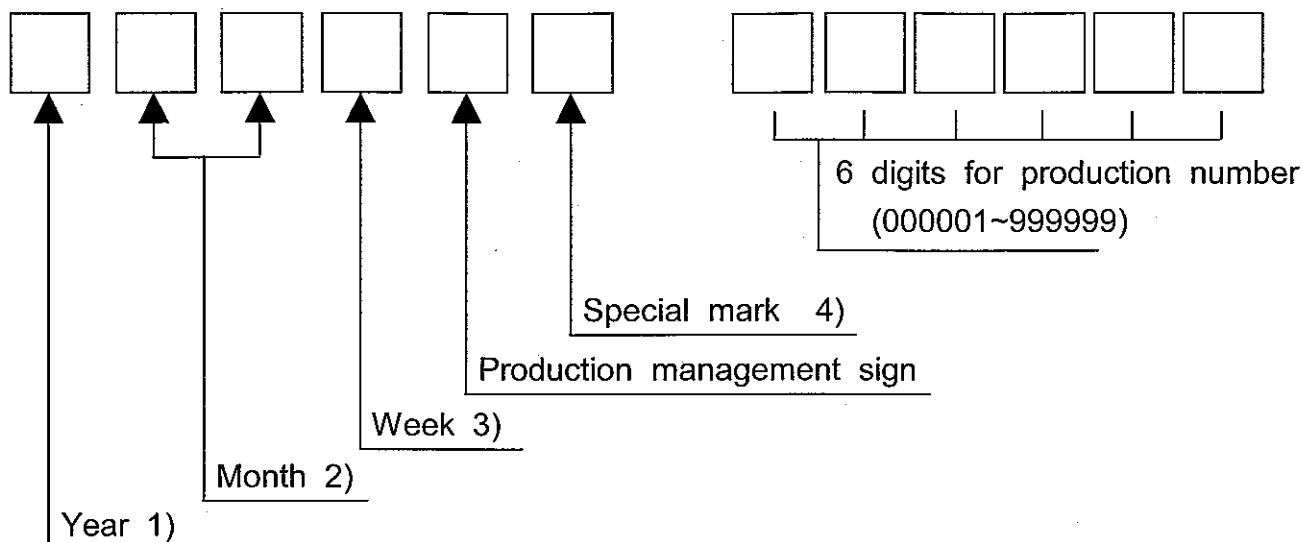 6 digits for production number
(000001~999999)
Special mark 4)
Production management sign
Week 3)
Month 2)
Year 1)